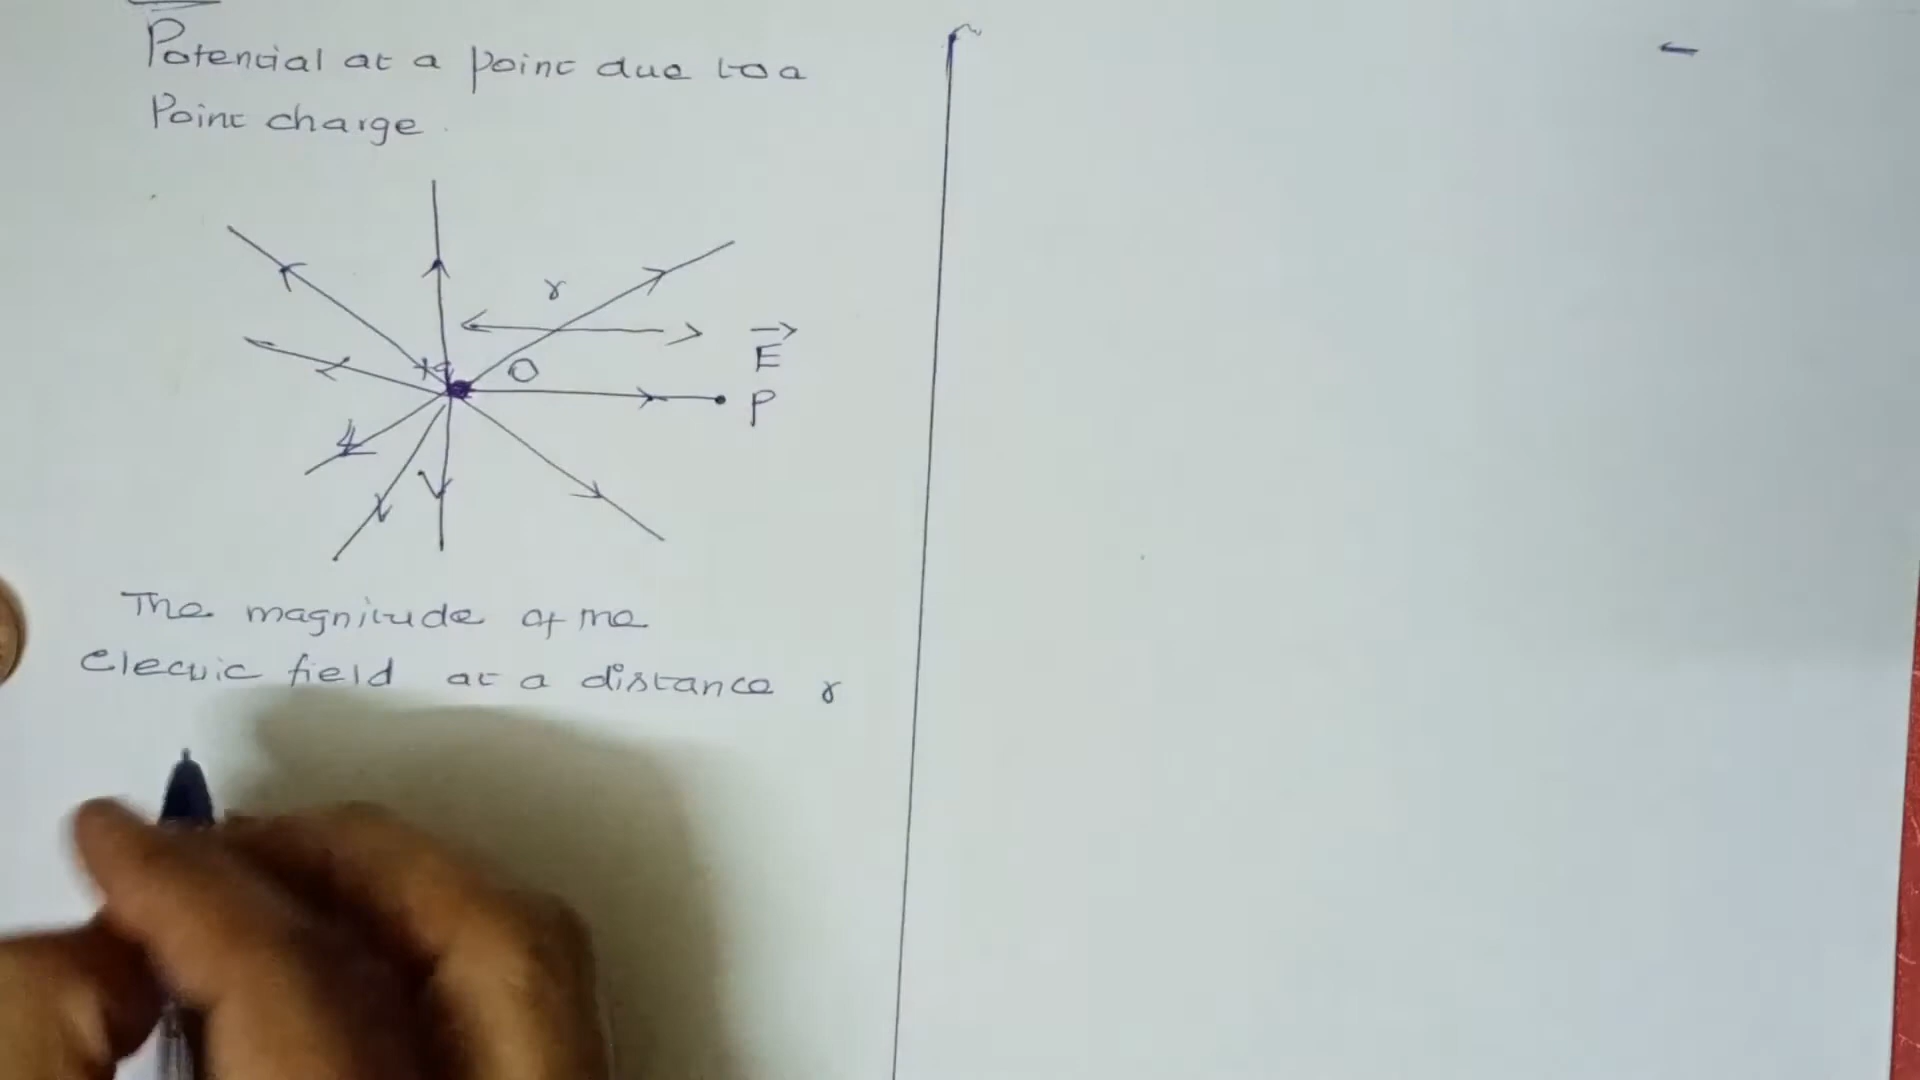 Potential at a point due to a
Point charge.
r
E
+q
O
P
The magnitude of the
electric field at a distance r